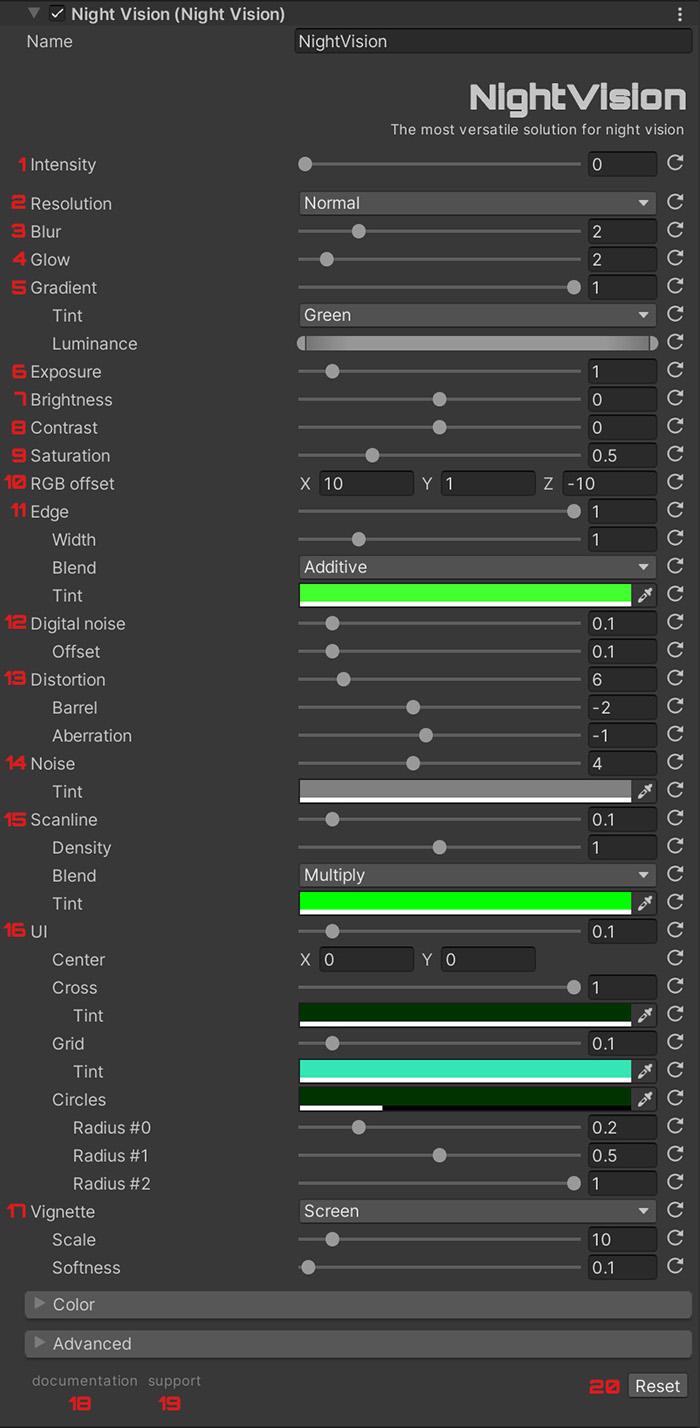 Night Vision (Night Vision)
Name NightVision
NightVision
The most versatile solution for night vision
1 Intensity 0
2 Resolution Normal
3 Blur 2
4 Glow 2
5 Gradient 1
Tint Green
Luminance
6 Exposure 1
7 Brightness 0
8 Contrast 0
9 Saturation 0.5
10 RGB offset X 10 Y 1 Z -10
11 Edge 1
Width 1
Blend Additive
Tint
12 Digital noise 0.1
Offset 0.1
13 Distortion 6
Barrel -2
Aberration -1
14 Noise 4
Tint
15 Scanline 0.1
Density 1
Blend Multiply
Tint
16 UI 0.1
Center X 0 Y 0
Cross 1
Tint
Grid 0.1
Tint
Circles
Radius #0 0.2
Radius #1 0.5
Radius #2 1
17 Vignette Screen
Scale 10
Softness 0.1
Color
Advanced
documentation support
18 19 20 Reset